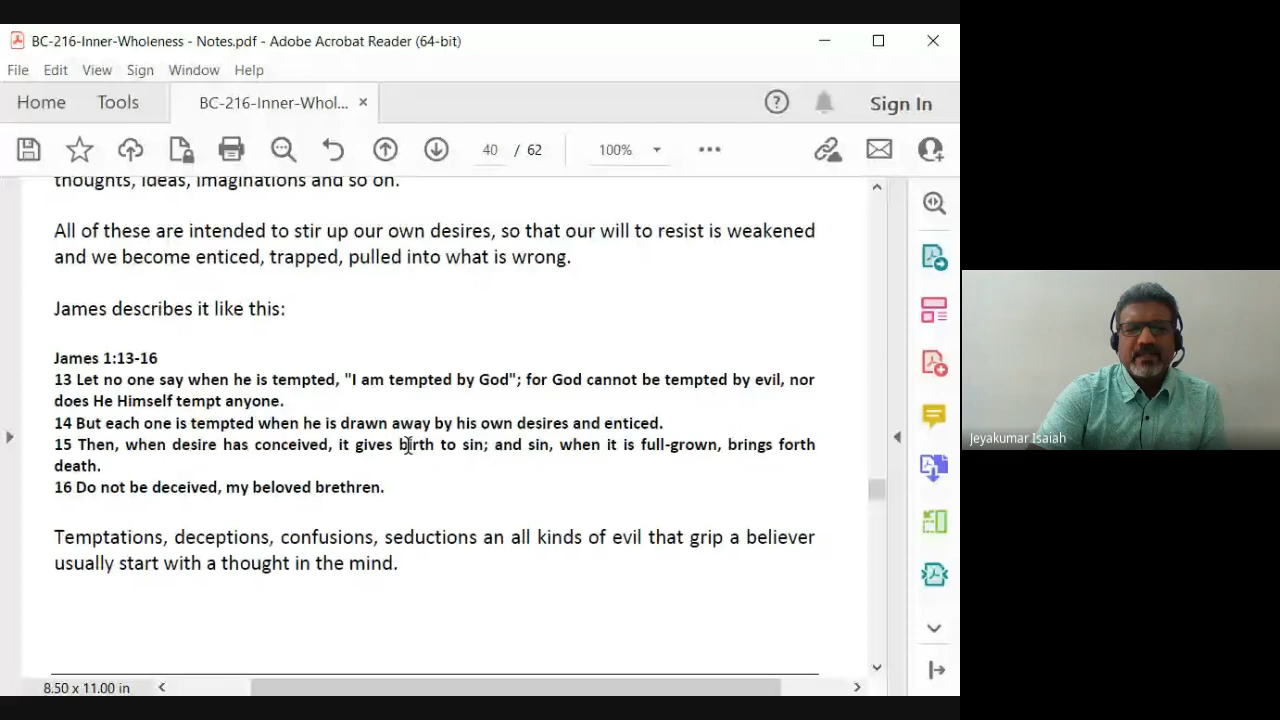 BC-216-Inner-Wholeness - Notes.pdf - Adobe Acrobat Reader (64-bit)
File Edit View Sign Window Help
Home Tools BC-216-Inner-Whol... Sign In
40 / 62 100%
thoughts, ideas, imaginations and so on.
All of these are intended to stir up our own desires, so that our will to resist is weakened
and we become enticed, trapped, pulled into what is wrong.
James describes it like this:
James 1:13-16
13 Let no one say when he is tempted, "I am tempted by God"; for God cannot be tempted by evil, nor
does He Himself tempt anyone.
14 But each one is tempted when he is drawn away by his own desires and enticed.
15 Then, when desire has conceived, it gives birth to sin; and sin, when it is full-grown, brings forth
death.
16 Do not be deceived, my beloved brethren.
Temptations, deceptions, confusions, seductions an all kinds of evil that grip a believer
usually start with a thought in the mind.
8.50 x 11.00 in
Jeyakumar Isaiah